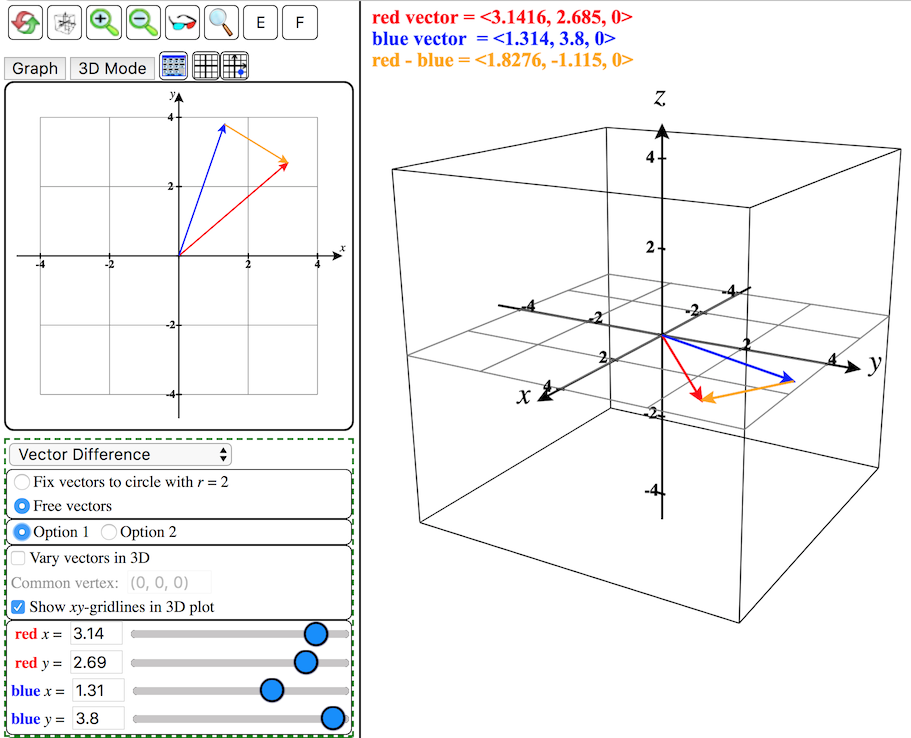 E F
red vector = <3.1416, 2.685, 0>
blue vector = <1.314, 3.8, 0>
red - blue = <1.8276, -1.115, 0>
Graph 3D Mode
y
4
2
x
-4 -2 2 4
-2
-4
z
4
2
-4
-4
-2
-2
2
2
4
y
4
x
-2
-4
Vector Difference
Fix vectors to circle with r = 2
Free vectors
Option 1 Option 2
Vary vectors in 3D
Common vertex: (0, 0, 0)
Show xy-gridlines in 3D plot
red x = 3.14
red y = 2.69
blue x = 1.31
blue y = 3.8